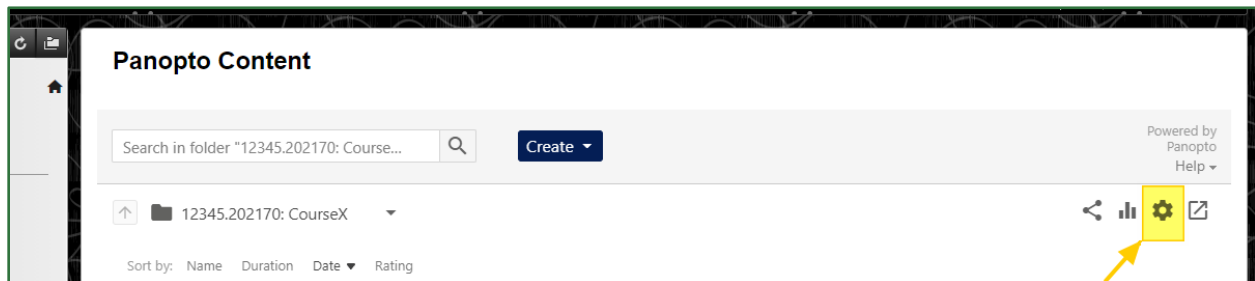 Panopto Content
Search in folder "12345.202170: Course...
Create
Powered by
Panopto
Help
12345.202170: CourseX
Sort by: Name Duration Date Rating